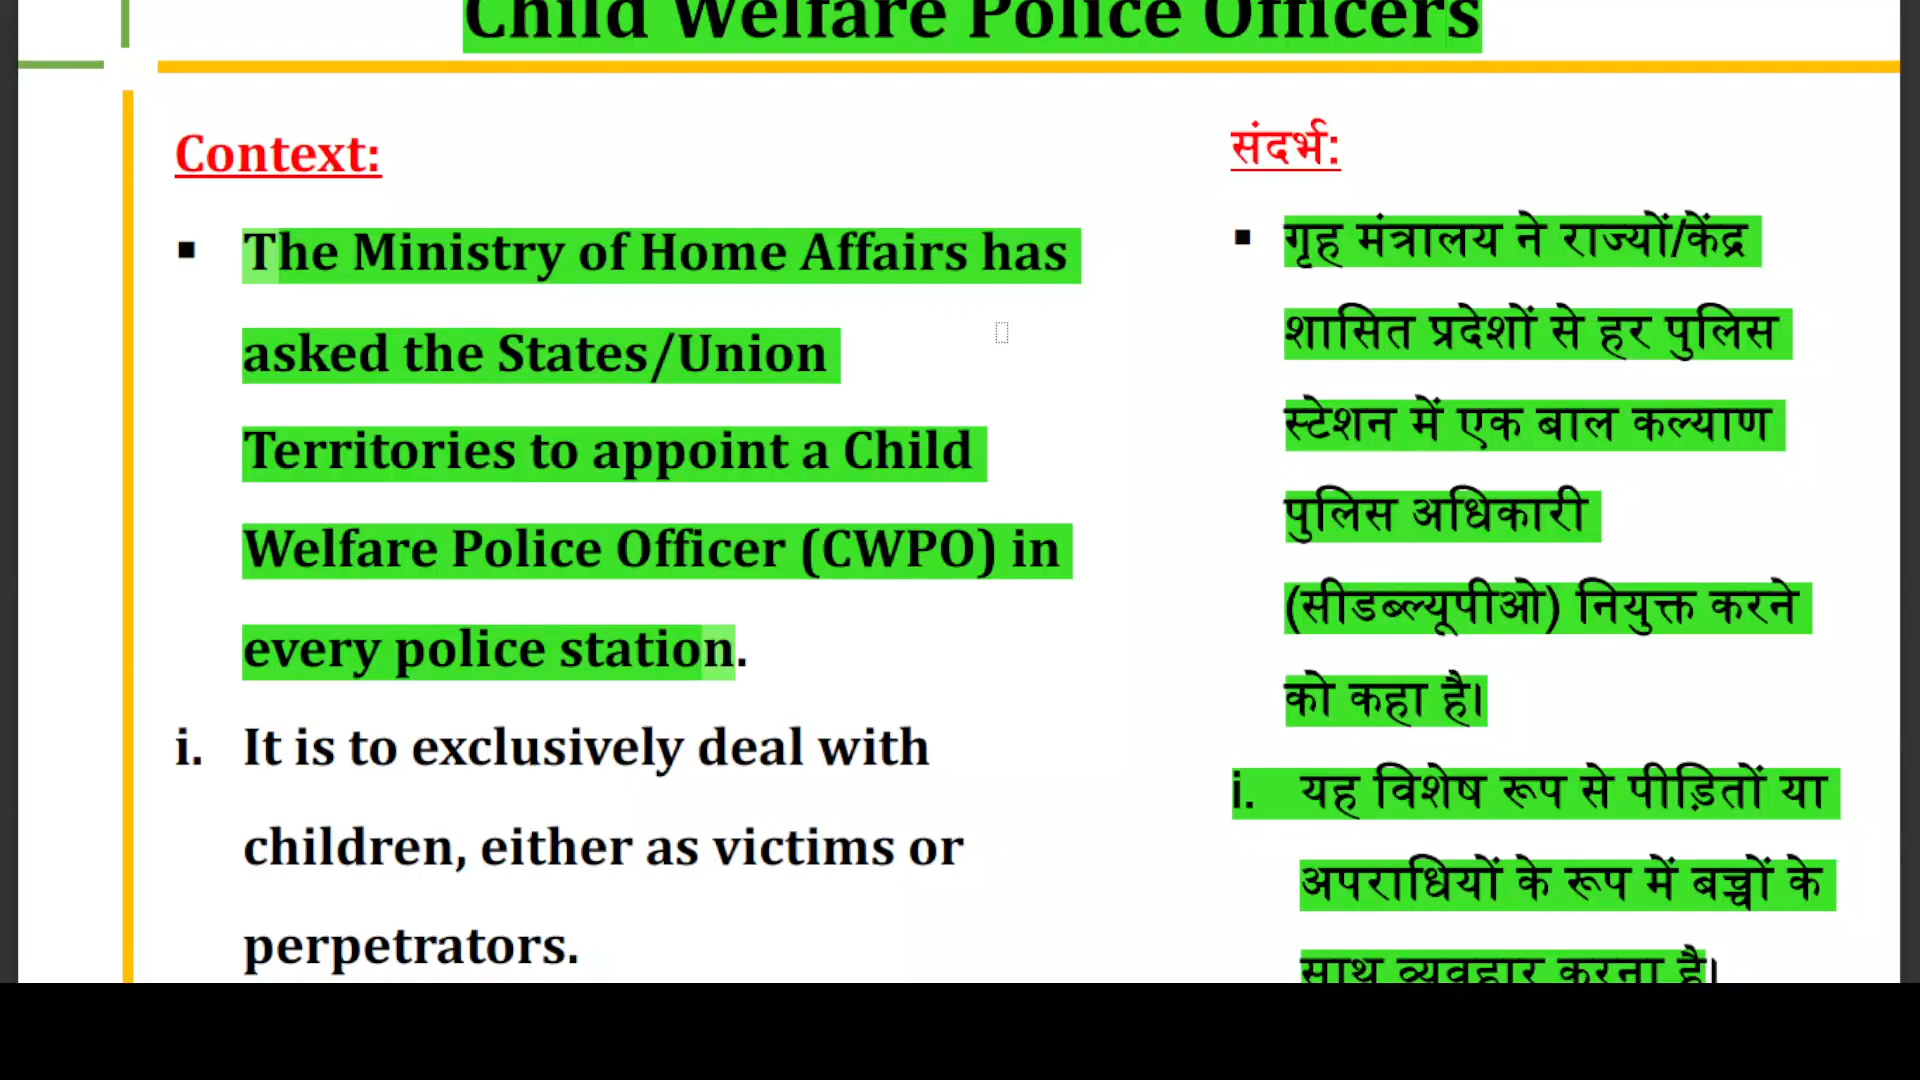 Child Welfare Police Officers
Context:
▪ The Ministry of Home Affairs has
asked the States/Union
Territories to appoint a Child
Welfare Police Officer (CWPO) in
every police station.
i. It is to exclusively deal with
children, either as victims or
perpetrators.
संदर्भ:
▪ गृह मंत्रालय ने राज्यों/केंद्र
शासित प्रदेशों से हर पुलिस
स्टेशन में एक बाल कल्याण
पुलिस अधिकारी
(सीडब्ल्यूपीओ) नियुक्त करने
को कहा है।
i. यह विशेष रूप से पीड़ितों या
अपराधियों के रूप में बच्चों के
साथ व्यवहार करना है।